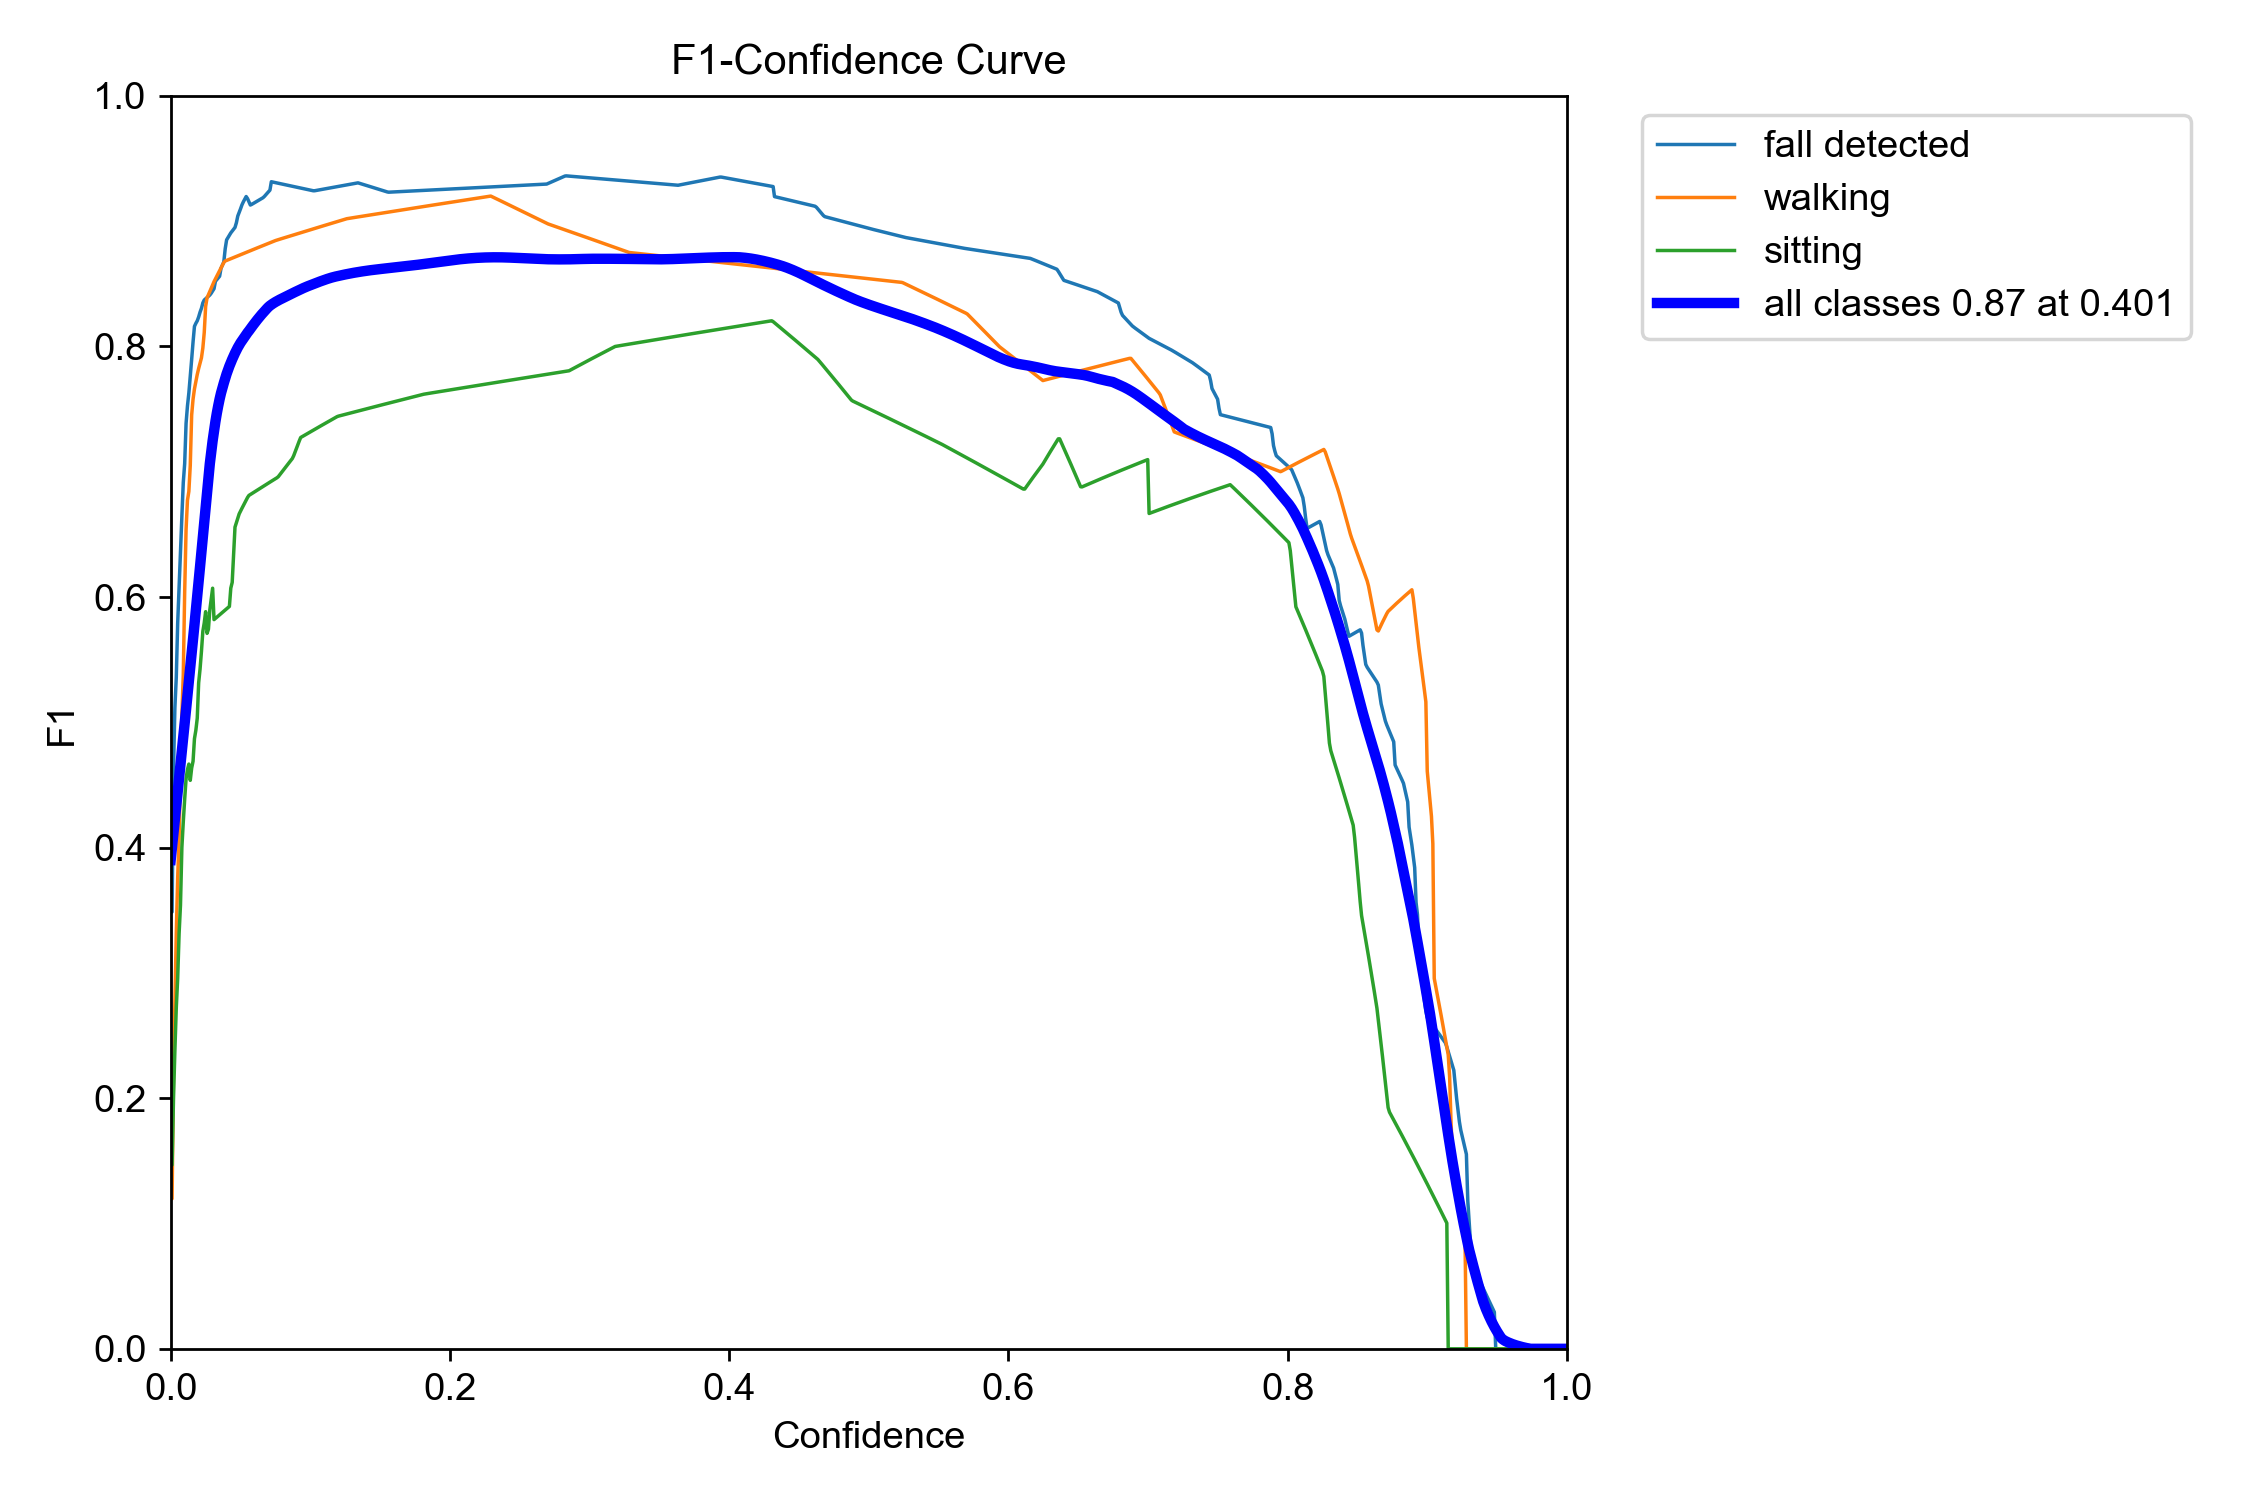 F1-Confidence Curve
1.0
0.8
0.6
0.4
0.2
0.0
F1
0.0 0.2 0.4 0.6 0.8 1.0
Confidence
fall detected
walking
sitting
all classes 0.87 at 0.401